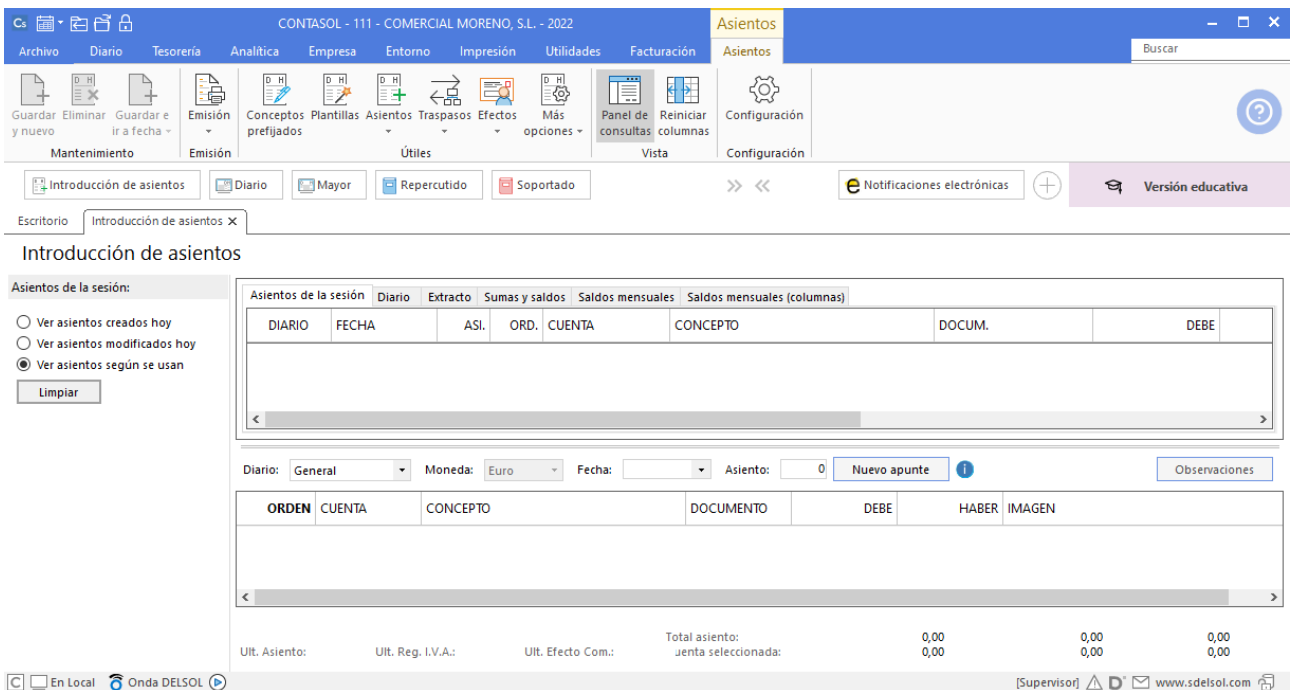 Cs CONTASOL - 111 - COMERCIAL MORENO, S.L. - 2022 Asientos
Archivo Diario Tesorería Analítica Empresa Entorno Impresión Utilidades Facturación Asientos Buscar
Guardar y nuevo
Eliminar
Guardar e ir a fecha
Emisión
Conceptos prefijados
Plantillas
Asientos
Traspasos
Efectos
Más opciones
Panel de consultas
Reiniciar columnas
Configuración
Mantenimiento Emisión Útiles Vista Configuración
Introducción de asientos Diario Mayor Repercutido Soportado Notificaciones electrónicas Versión educativa
Escritorio Introducción de asientos X
Introducción de asientos
Asientos de la sesión:
Ver asientos creados hoy
Ver asientos modificados hoy
Ver asientos según se usan
Limpiar
Asientos de la sesión Diario Extracto Sumas y saldos Saldos mensuales Saldos mensuales (columnas)
DIARIO FECHA ASI. ORD. CUENTA CONCEPTO DOCUM. DEBE
Diario: General Moneda: Euro Fecha: Asiento: 0 Nuevo apunte i Observaciones
ORDEN CUENTA CONCEPTO DOCUMENTO DEBE HABER IMAGEN
Total asiento: 0,00 0,00 0,00
Ult. Asiento: Ult. Reg. I.V.A.: Ult. Efecto Com.: uenta seleccionada: 0,00 0,00 0,00
C En Local Onda DELSOL [Supervisor] D www.sdelsol.com